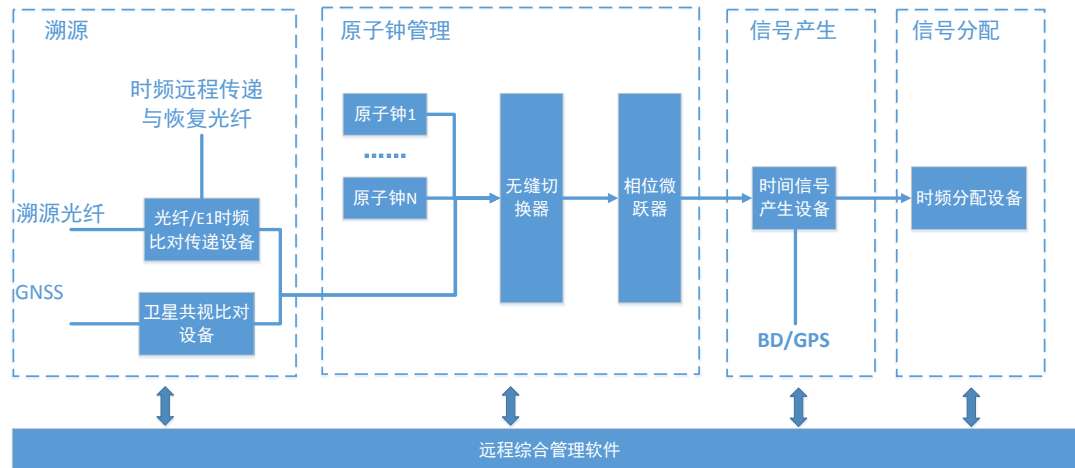 溯源
时频远程传递
与恢复光纤
溯源光纤
光纤/E1时频
比对传递设备
GNSS
卫星共视比对
设备
原子钟管理
原子钟1
……
原子钟N
无缝切
换器
相位微
跃器
信号产生
时间信号
产生设备
BD/GPS
信号分配
时频分配设备
远程综合管理软件